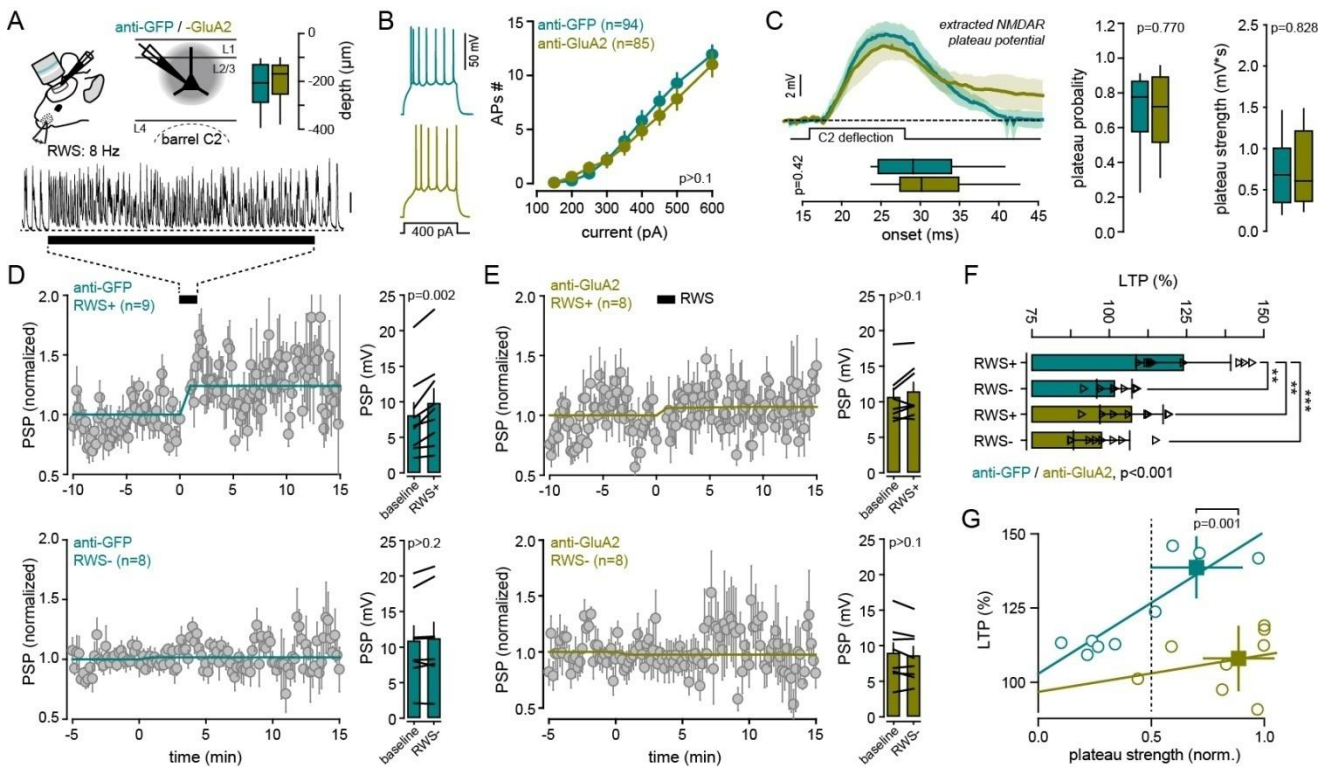 A
anti-GFP / -GluA2
L1
L2/3
L4
barrel C2
0
-200
-400
depth (µm)
RWS: 8 Hz
B
50 mV
400 pA
anti-GFP (n=94)
anti-GluA2 (n=85)
APs #
15
10
5
0
p>0.1
100 200 300 400 500 600
current (pA)
C
extracted NMDAR
plateau potential
2 mV
C2 deflection
p=0.42
15 20 25 30 35 40 45
onset (ms)
p=0.770
plateau probality
1.2
1.0
0.8
0.6
0.4
0.2
0.0
p=0.828
plateau strength (mV*s)
2.5
2.0
1.5
1.0
0.5
0.0
D
anti-GFP
RWS+ (n=9)
PSP (normalized)
2.0
1.5
1.0
0.5
-10 -5 0 5 10 15
p=0.002
PSP (mV)
25
20
15
10
5
0
baseline
RWS+
anti-GFP
RWS- (n=8)
PSP (normalized)
2.0
1.5
1.0
0.5
-5 0 5 10 15
time (min)
p>0.2
PSP (mV)
25
20
15
10
5
0
baseline
RWS-
E
anti-GluA2
RWS+ (n=8)
RWS
2.0
1.5
1.0
0.5
-10 -5 0 5 10 15
p>0.1
PSP (mV)
25
20
15
10
5
0
baseline
RWS+
anti-GluA2
RWS- (n=8)
2.0
1.5
1.0
0.5
-5 0 5 10 15
time (min)
p>0.1
PSP (mV)
25
20
15
10
5
0
baseline
RWS-
F
LTP (%)
75 100 125 150
RWS+
RWS-
RWS+
RWS-
**
**
***
anti-GFP / anti-GluA2, p<0.001
G
p=0.001
LTP (%)
150
125
100
0.0 0.5 1.0
plateau strength (norm.)